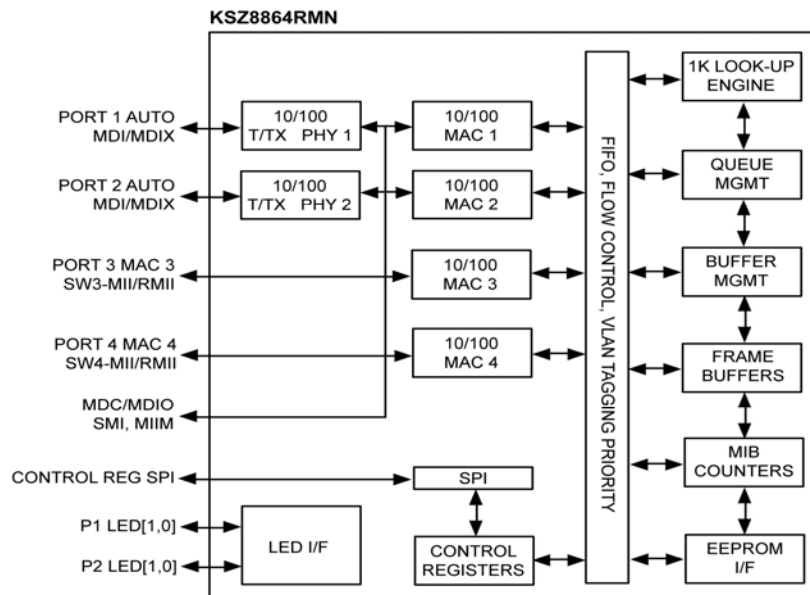 KSZ8864RMN
PORT 1 AUTO
MDI/MDIX
10/100
T/TX PHY 1
10/100
MAC 1
PORT 2 AUTO
MDI/MDIX
10/100
T/TX PHY 2
10/100
MAC 2
PORT 3 MAC 3
SW3-MII/RMII
10/100
MAC 3
PORT 4 MAC 4
SW4-MII/RMII
10/100
MAC 4
MDC/MDIO
SMI, MIIM
CONTROL REG SPI
SPI
P1 LED[1,0]
P2 LED[1,0]
LED I/F
CONTROL
REGISTERS
FIFO, FLOW CONTROL, VLAN TAGGING PRIORITY
1K LOOK-UP
ENGINE
QUEUE
MGMT
BUFFER
MGMT
FRAME
BUFFERS
MIB
COUNTERS
EEPROM
I/F